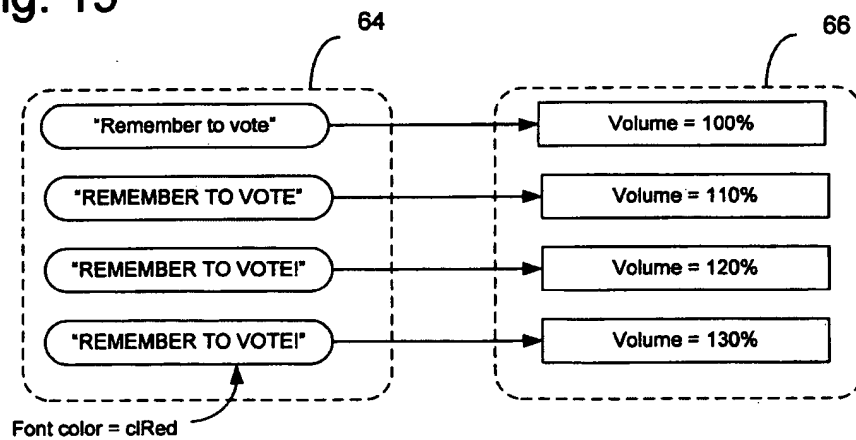 64
66
"Remember to vote"
Volume = 100%
"REMEMBER TO VOTE"
Volume = 110%
"REMEMBER TO VOTE!"
Volume = 120%
"REMEMBER TO VOTE!"
Volume = 130%
Font color = clRed